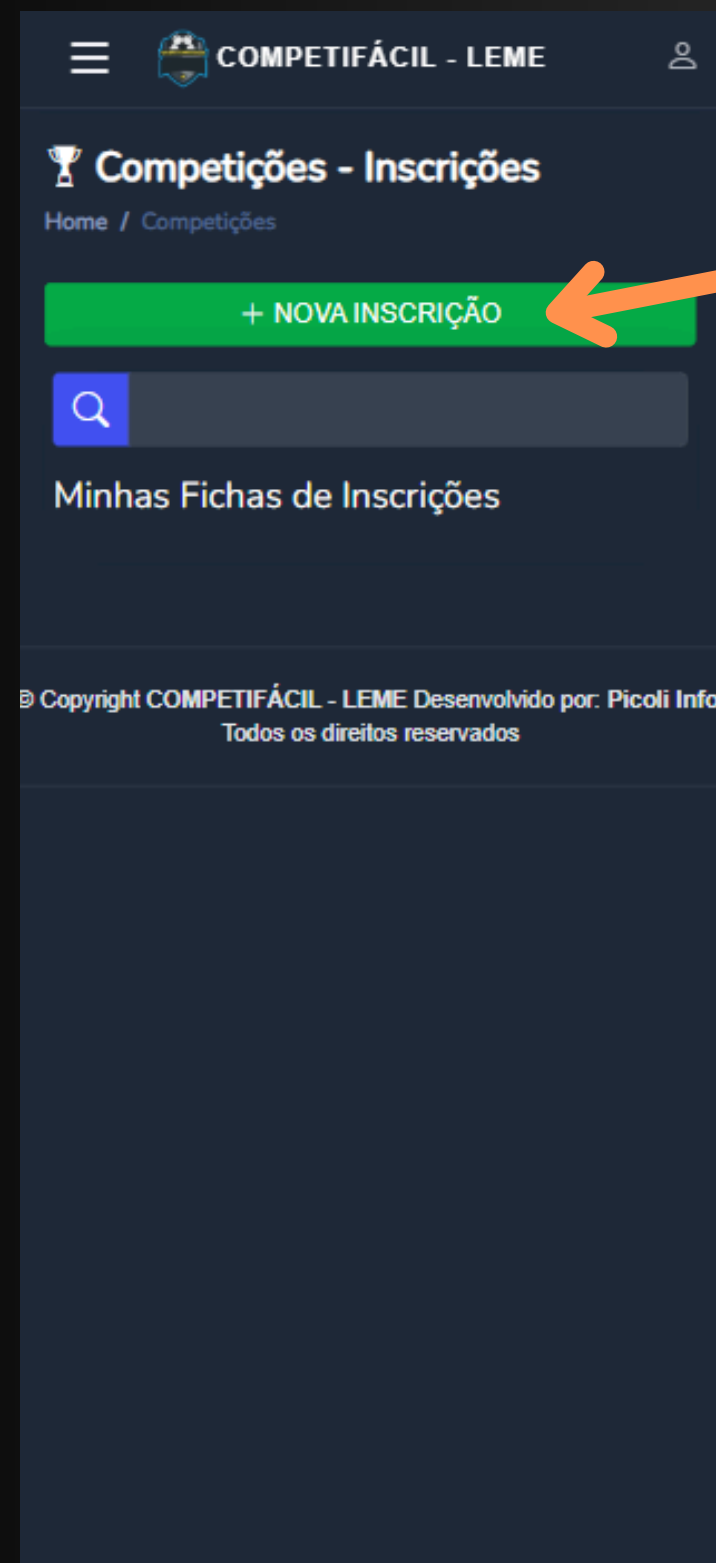 COMPETIFÁCIL - LEME
Competições - Inscrições
Home / Competições
+ NOVA INSCRIÇÃO
Minhas Fichas de Inscrições
© Copyright COMPETIFÁCIL - LEME Desenvolvido por: Picoli Info
Todos os direitos reservados